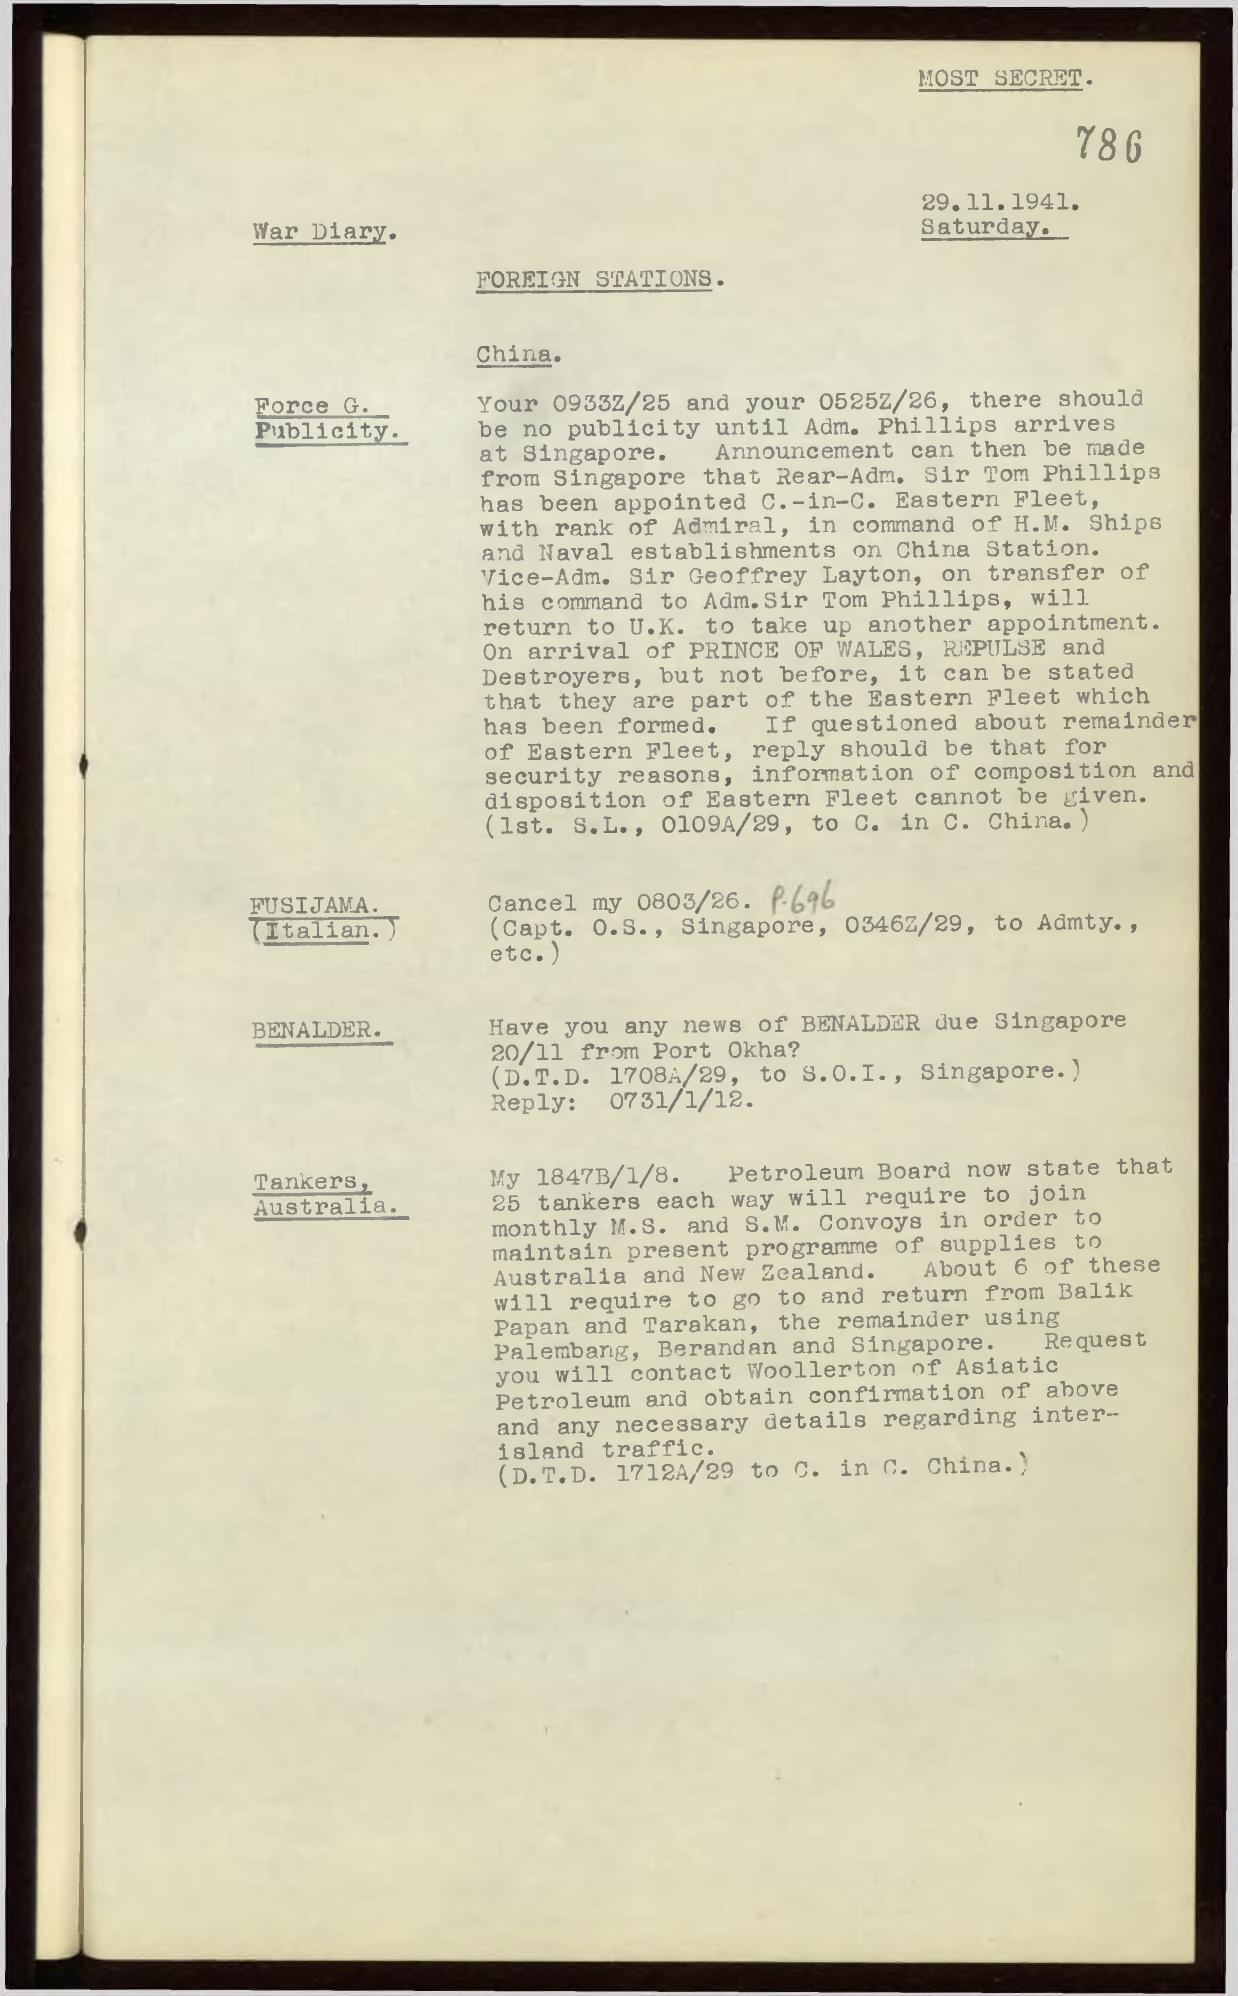 MOST SECRET.
786
29.11.1941.
Saturday.
War Diary.
FOREIGN STATIONS.
China.
Force G.
Publicity.
Your 0933Z/25 and your 0525Z/26, there should
be no publicity until Adm. Phillips arrives
at Singapore. Announcement can then be made
from Singapore that Rear-Adm. Sir Tom Phillips
has been appointed C.-in-C. Eastern Fleet,
with rank of Admiral, in command of H.M. Ships
and Naval establishments on China Station.
Vice-Adm. Sir Geoffrey Layton, on transfer of
his command to Adm.Sir Tom Phillips, will
return to U.K. to take up another appointment.
On arrival of PRINCE OF WALES, REPULSE and
Destroyers, but not before, it can be stated
that they are part of the Eastern Fleet which
has been formed. If questioned about remainder
of Eastern Fleet, reply should be that for
security reasons, information of composition and
disposition of Eastern Fleet cannot be given.
(1st. S.L., 0109A/29, to C. in C. China.)
FUSIJAMA.
(Italian.)
Cancel my 0803/26. P.696
(Capt. O.S., Singapore, 0346Z/29, to Admty.,
etc.)
BENALDER.
Have you any news of BENALDER due Singapore
20/11 from Port Okha?
(D.T.D. 1708A/29, to S.O.I., Singapore.)
Reply: 0731/1/12.
Tankers,
Australia.
My 1847B/1/8. Petroleum Board now state that
25 tankers each way will require to join
monthly M.S. and S.M. Convoys in order to
maintain present programme of supplies to
Australia and New Zealand. About 6 of these
will require to go to and return from Balik
Papan and Tarakan, the remainder using
Palembang, Berandan and Singapore. Request
you will contact Woollerton of Asiatic
Petroleum and obtain confirmation of above
and any necessary details regarding inter-
island traffic.
(D.T.D. 1712A/29 to C. in C. China.)